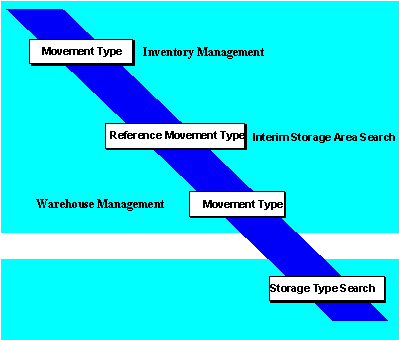 Movement Type
Inventory Management
Reference Movement Type
Interim Storage Area Search
Warehouse Management
Movement Type
Storage Type Search